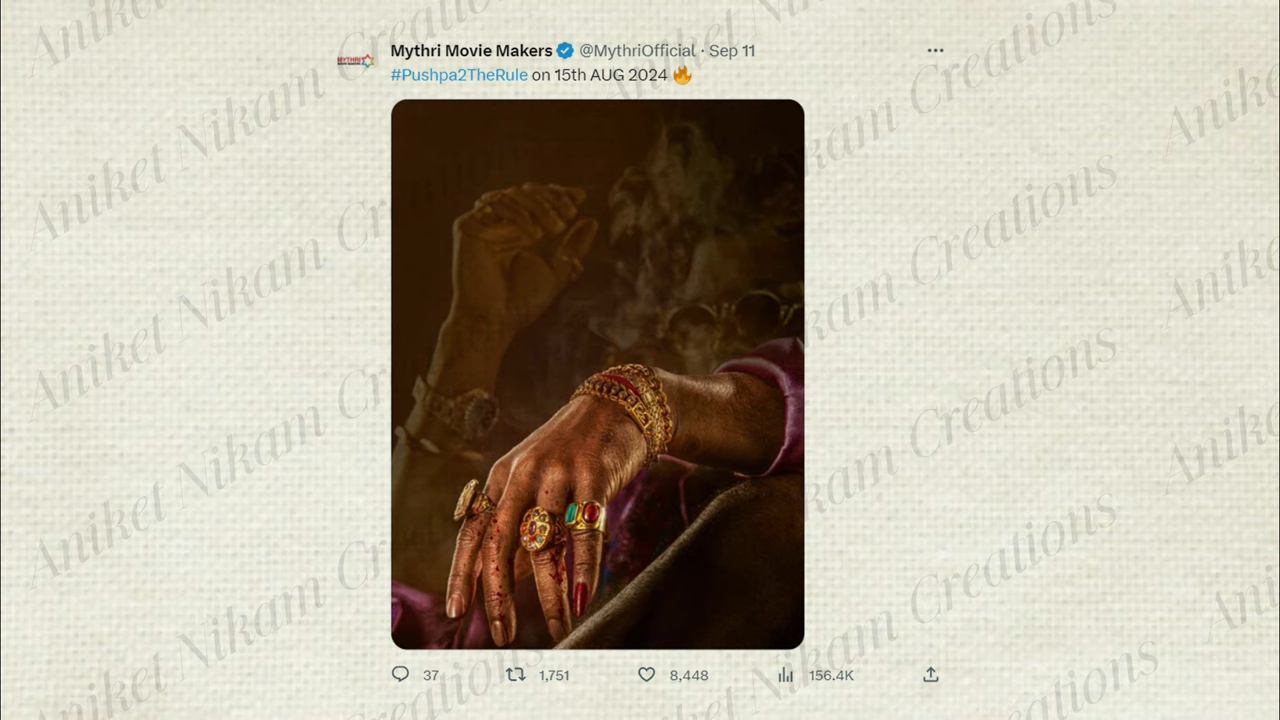 Mythri Movie Makers @MythriOfficial · Sep 11
#Pushpa2TheRule on 15th AUG 2024 🔥
37 1,751 8,448 156.4K
Aniket Nikam Creations